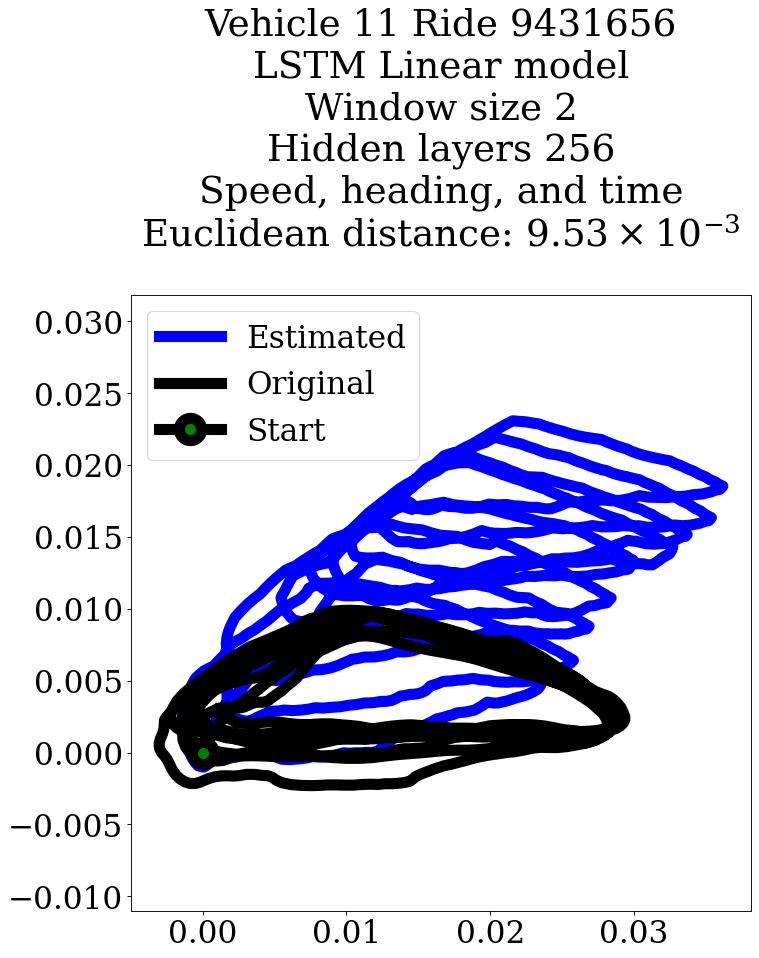 Vehicle 11 Ride 9431656
LSTM Linear model
Window size 2
Hidden layers 256
Speed, heading, and time
Euclidean distance: 9.53 × 10⁻³
0.030
0.025
0.020
0.015
0.010
0.005
0.000
−0.005
−0.010
Estimated
Original
Start
0.00 0.01 0.02 0.03